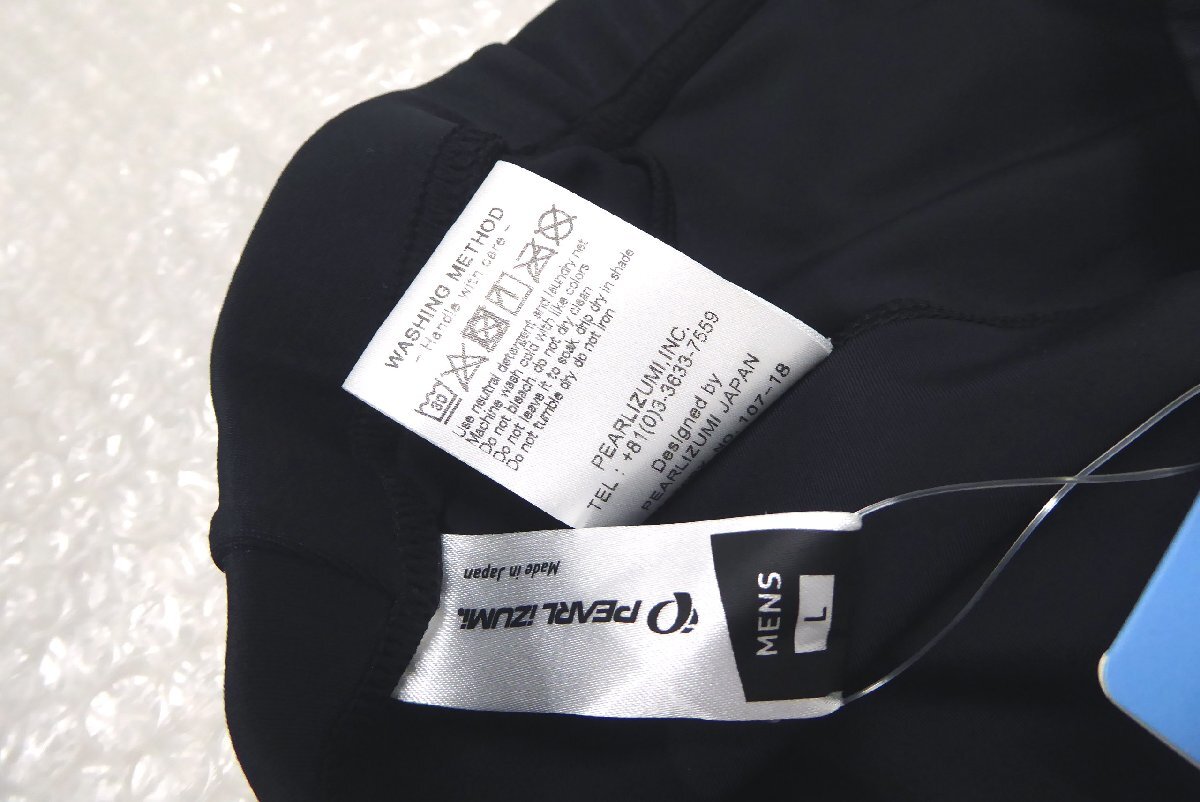 WASHING METHOD
- Handle with care -
30
Use neutral detergent and laundry net
Machine wash cold with like colors
Do not bleach do not dry clean
Do not leave it to soak, drip dry in shade
Do not tumble dry, do not iron
PEARLIZUMI INC.
TEL : +81(0)3-3633-7559
Designed by
PEARLIZUMI JAPAN
NO. 107-18
PEARL iZUMi
Made in Japan
MENS
L